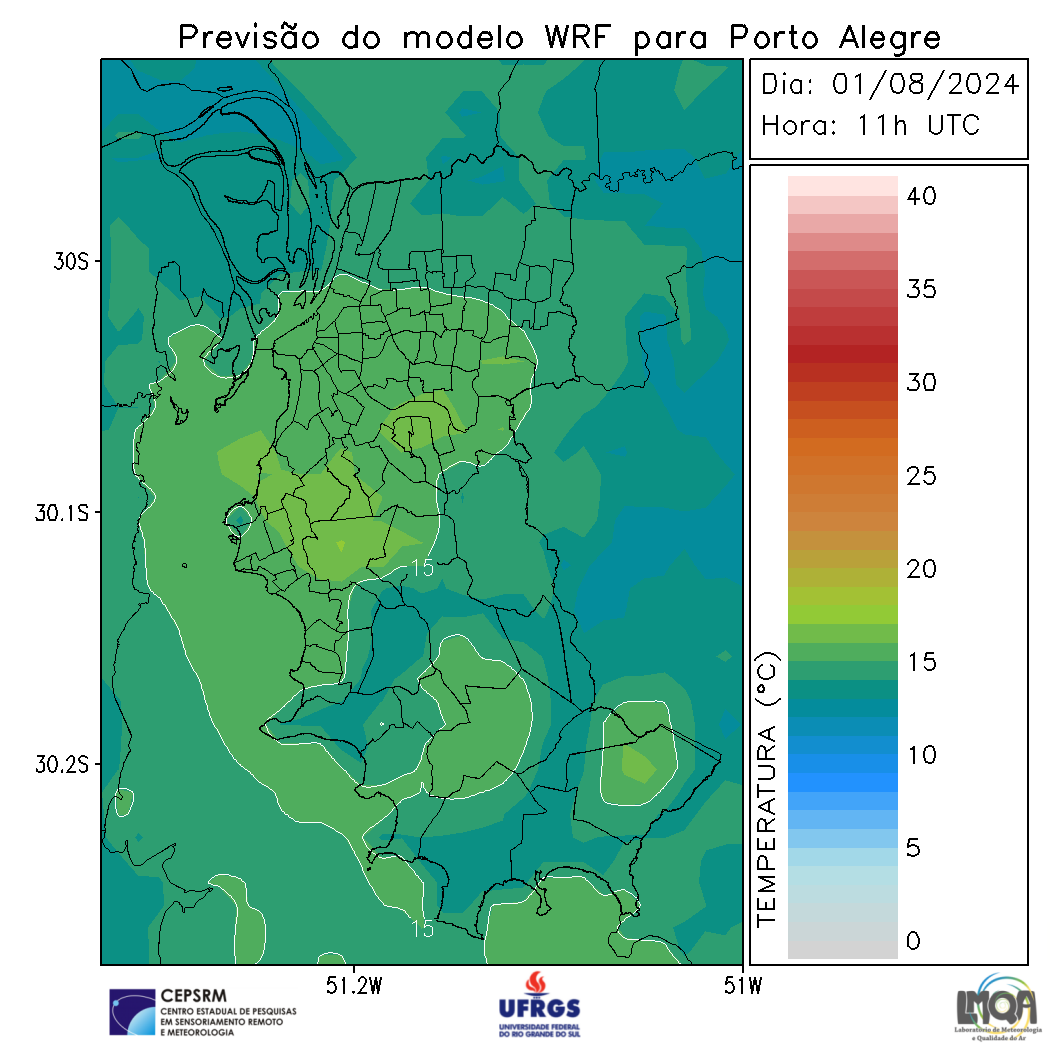 Previsão do modelo WRF para Porto Alegre
Dia: 01/08/2024
Hora: 11h UTC
40
35
30
25
20
15
10
5
0
TEMPERATURA (°C)
30S
30.1S
30.2S
15
15
51.2W
51W
CEPSRM
CENTRO ESTADUAL DE PESQUISAS
EM SENSORIAMENTO REMOTO
E METEOROLOGIA
UFRGS
UNIVERSIDADE FEDERAL
DO RIO GRANDE DO SUL
LMQA
Laboratório de Meteorologia
e Qualidade do Ar